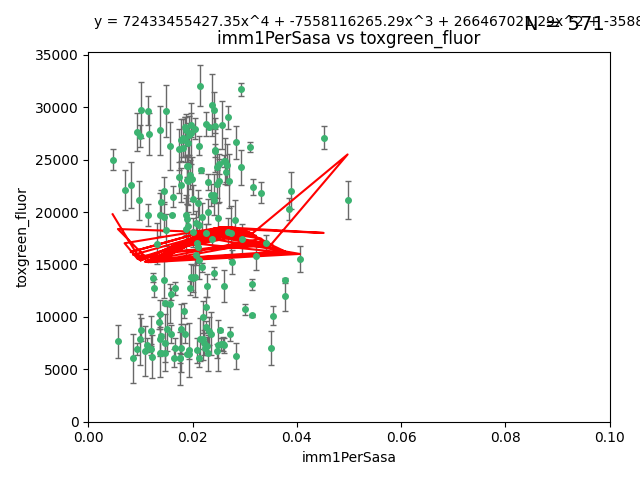 y = 72433455427.35x^4 + -7558116265.29x^3 +
N = 571
imm1PerSasa vs toxgreen_fluor
35000
30000
25000
20000
15000
10000
5000
0
toxgreen_fluor
0.00 0.02 0.04 0.06 0.08 0.10
imm1PerSasa